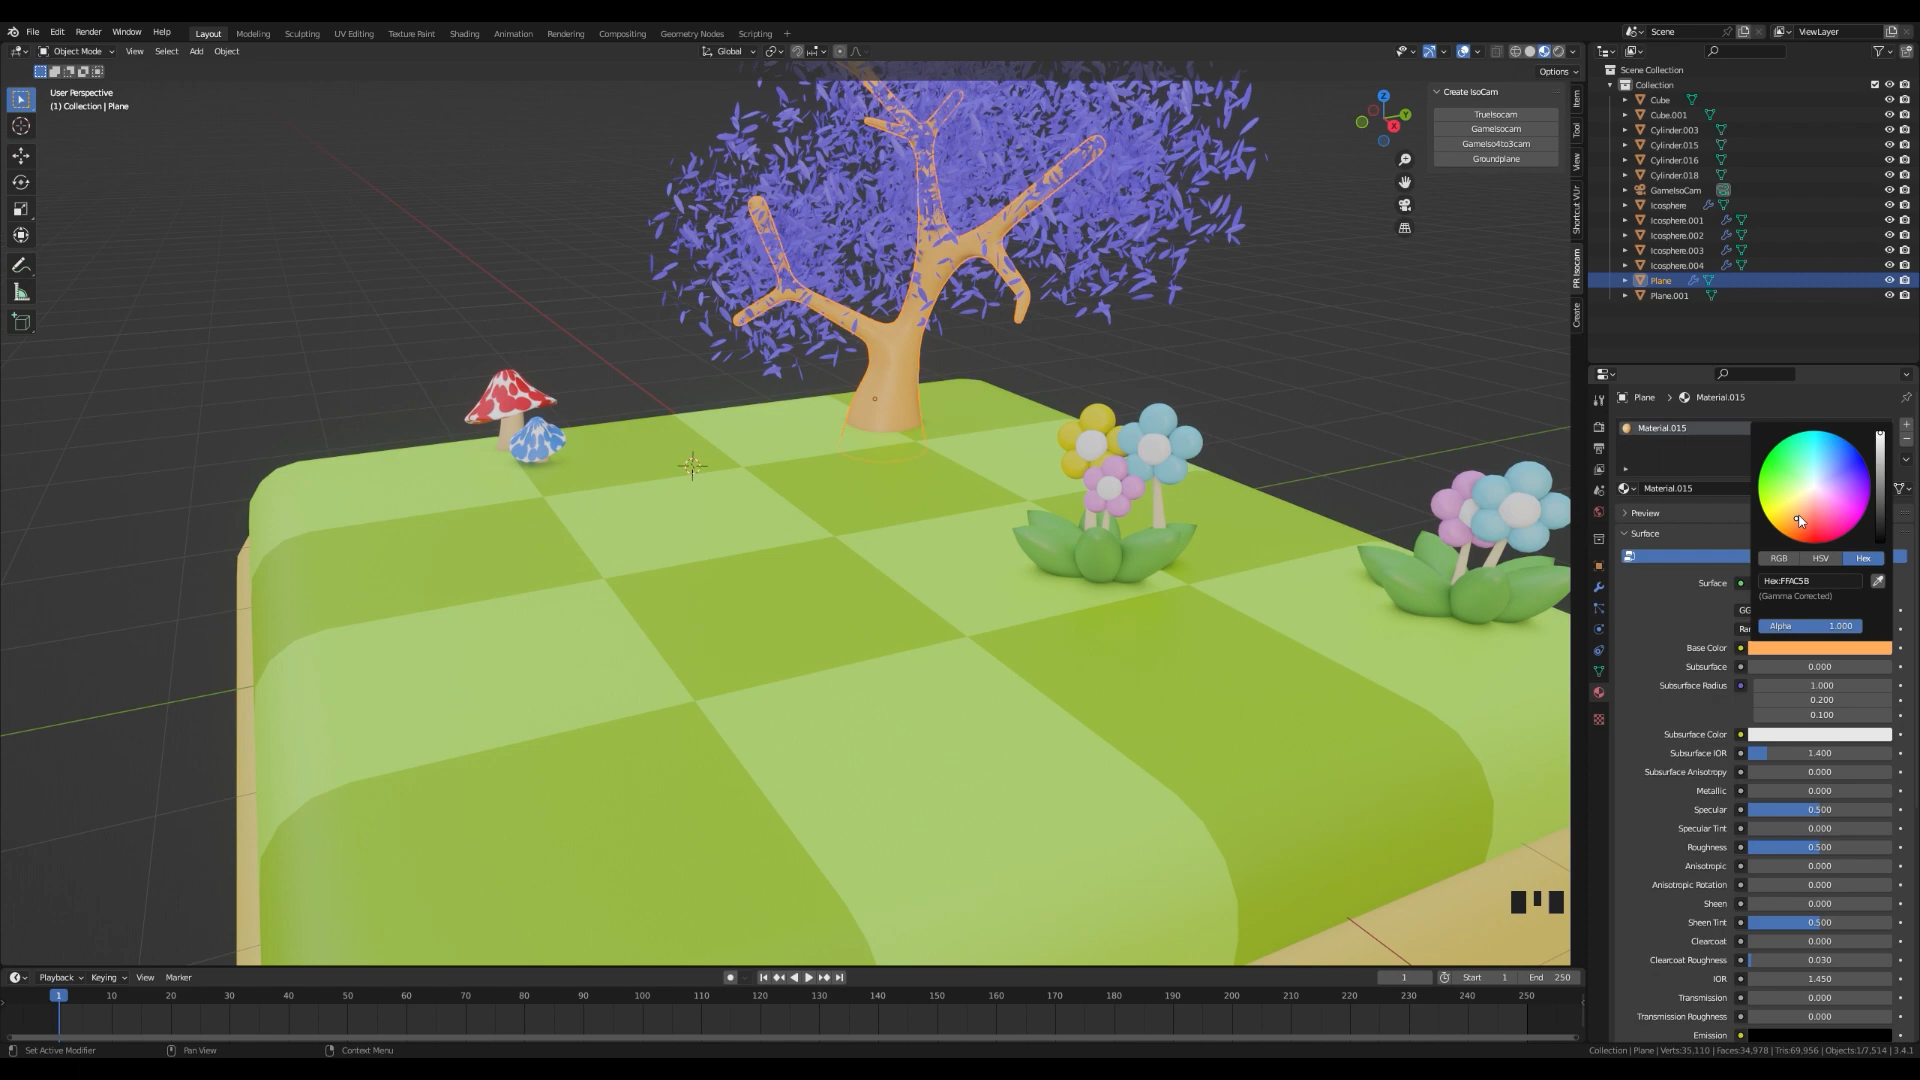 File Edit Render Window Help Layout Modeling Sculpting UV Editing Texture Paint Shading Animation Rendering Compositing Geometry Nodes Scripting + Scene ViewLayer
Object Mode View Select Add Object Global
Options
User Perspective
(1) Collection | Plane
Create IsoCam
TrueIsocam
GameIsocam
GameIso4to3cam
Groundplane
Item
Tool
View
Shortcut VUr
PR Isocam
Create
Z
Y
X
Scene Collection
Collection
Cube
Cube.001
Cylinder.003
Cylinder.015
Cylinder.016
Cylinder.018
GameIsoCam
Icosphere
Icosphere.001
Icosphere.002
Icosphere.003
Icosphere.004
Plane
Plane.001
Plane > Material.015
Material.015
Material.015
Preview
Surface
RGB HSV Hex
Hex:FFAC5B
(Gamma Corrected)
Alpha 1.000
Surface
GG
Rar
Base Color
Subsurface 0.000
Subsurface Radius 1.000
0.200
0.100
Subsurface Color
Subsurface IOR 1.400
Subsurface Anisotropy 0.000
Metallic 0.000
Specular 0.500
Specular Tint 0.000
Roughness 0.500
Anisotropic 0.000
Anisotropic Rotation 0.000
Sheen 0.000
Sheen Tint 0.500
Clearcoat 0.000
Clearcoat Roughness 0.030
IOR 1.450
Transmission 0.000
Transmission Roughness 0.000
Emission
Playback Keying View Marker 1 Start 1 End 250
1 10 20 30 40 50 60 70 80 90 100 110 120 130 140 150 160 170 180 190 200 210 220 230 240 250
Set Active Modifier Pan View Context Menu Collection | Plane | Verts:35,110 | Faces:34,978 | Tris:69,956 | Objects:1/7,514 | 3.4.1